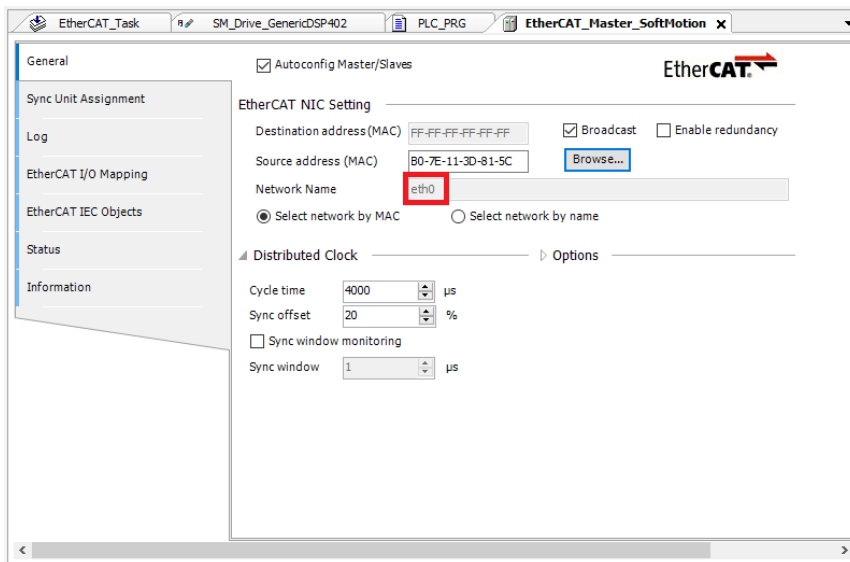 EtherCAT_Task SM_Drive_GenericDSP402 PLC_PRG EtherCAT_Master_SoftMotion x
General
Sync Unit Assignment
Log
EtherCAT I/O Mapping
EtherCAT IEC Objects
Status
Information
Autoconfig Master/Slaves
EtherCAT.
EtherCAT NIC Setting
Destination address (MAC) FF-FF-FF-FF-FF-FF Broadcast Enable redundancy
Source address (MAC) B0-7E-11-3D-81-5C Browse...
Network Name eth0
Select network by MAC Select network by name
Distributed Clock Options
Cycle time 4000 µs
Sync offset 20 %
Sync window monitoring
Sync window 1 µs